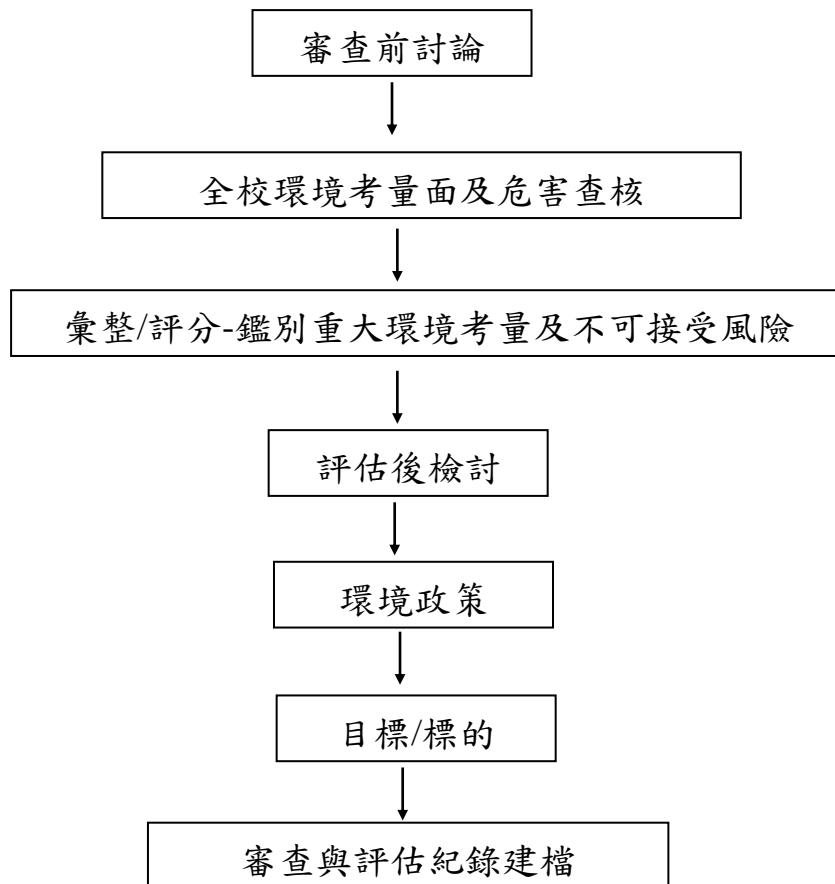 審查前討論
全校環境考量面及危害查核
彙整/評分-鑑別重大環境考量及不可接受風險
評估後檢討
環境政策
目標/標的
審查與評估紀錄建檔